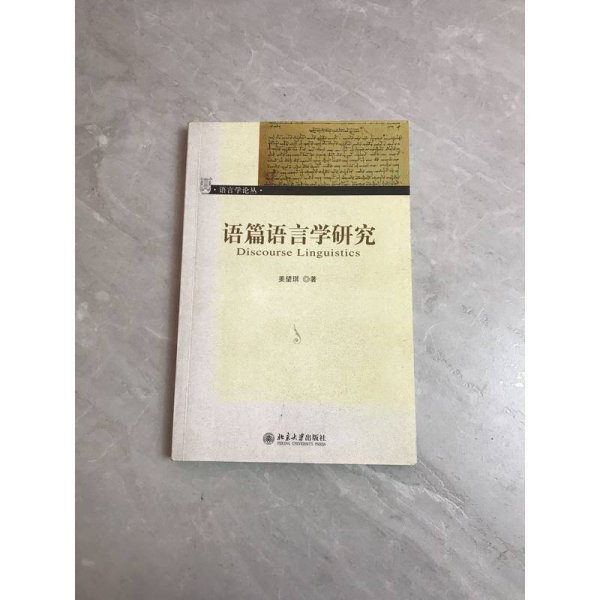 ·语言学论丛·
语篇语言学研究
Discourse Linguistics
姜望琪 ◎著
北京大学出版社
PEKING UNIVERSITY PRESS